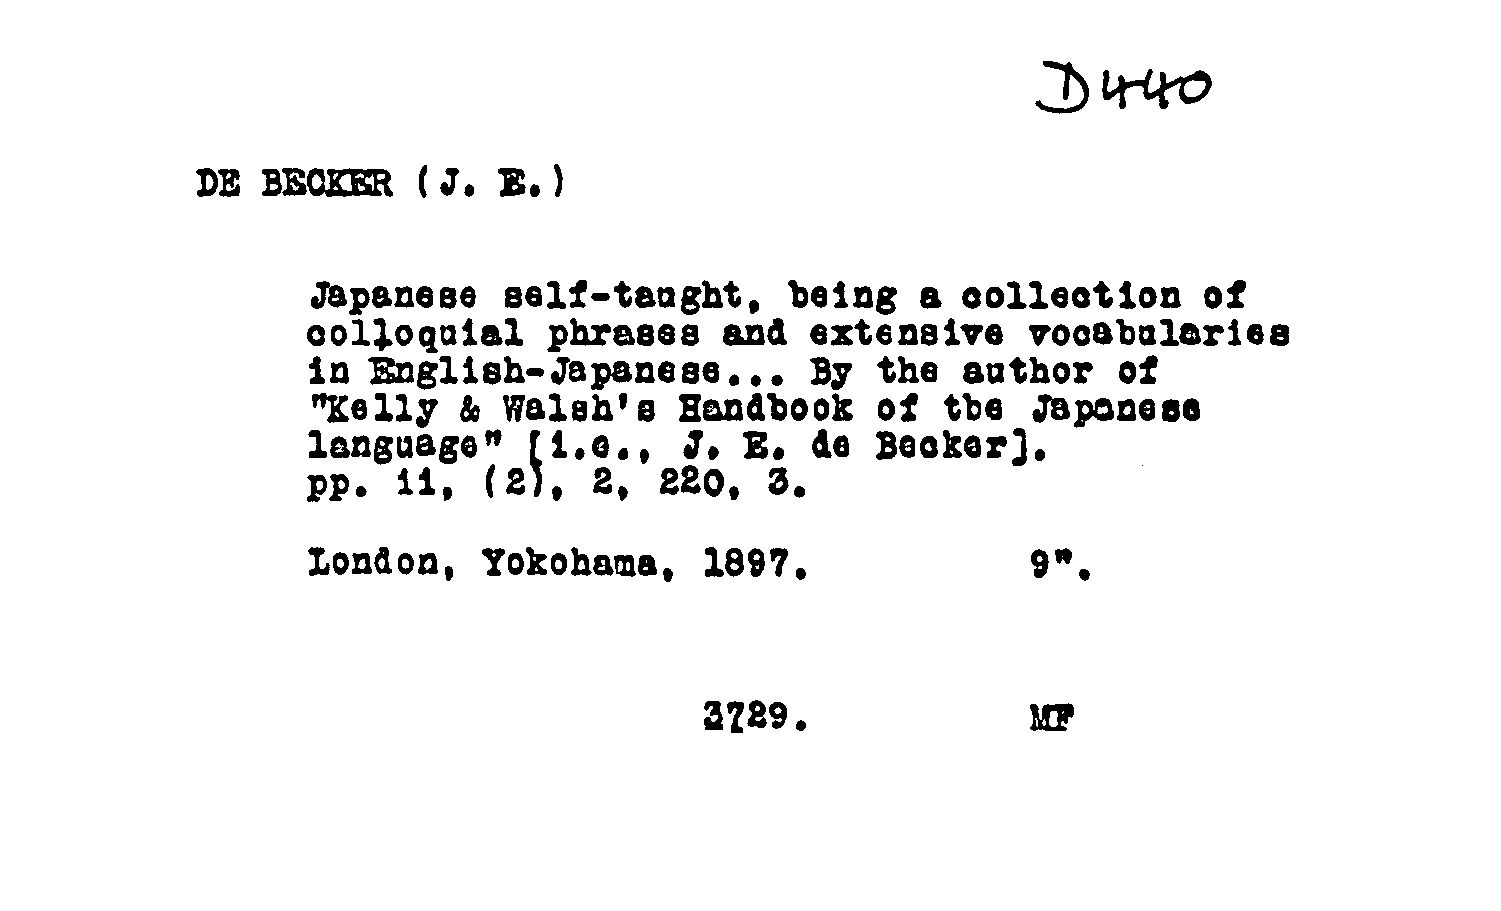 D440
DE BECKER (J. E.)
Japanese self-taught, being a collection of
colloquial phrases and extensive vocabularies
in English-Japanese... By the author of
"Kelly & Walsh's Handbook of the Japanese
language" [i.e., J. E. de Becker].
pp. ii, (2), 2, 220, 3.
London, Yokohama, 1897. 9".
3729. MF